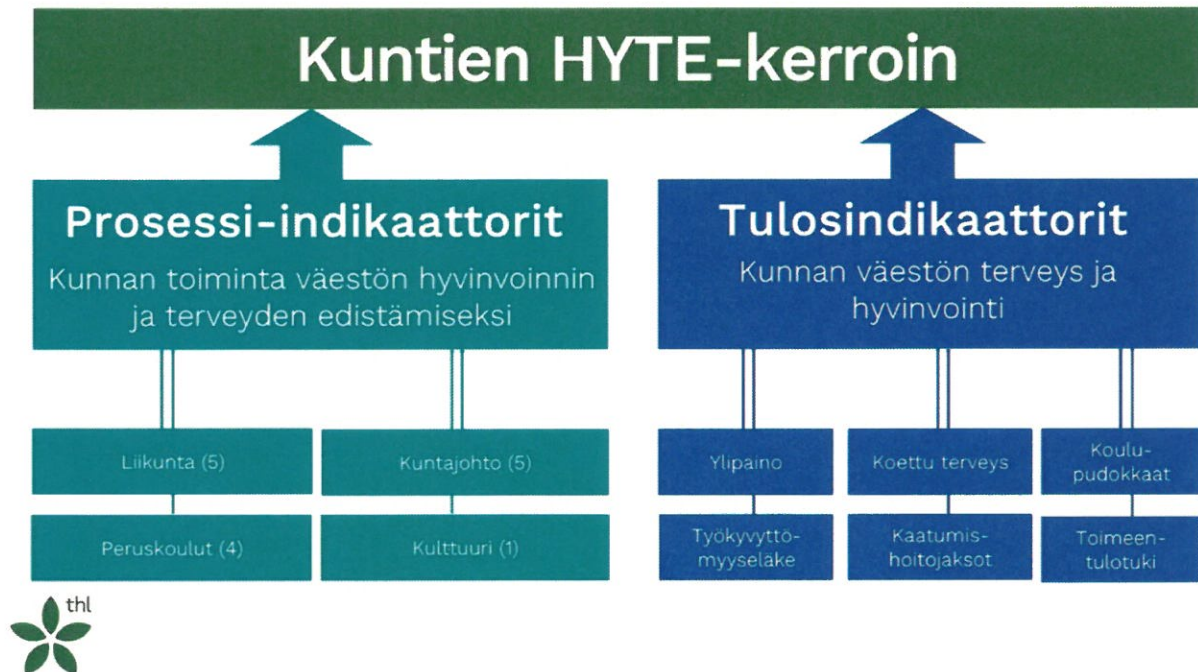 Kuntien HYTE-kerroin
Prosessi-indikaattorit
Kunnan toiminta väestön hyvinvoinnin
ja terveyden edistämiseksi
Liikunta (5)
Kuntajohto (5)
Peruskoulut (4)
Kulttuuri (1)
Tulosindikaattorit
Kunnan väestön terveys ja
hyvinvointi
Ylipaino
Koettu terveys
Koulu-
pudokkaat
Työkyvyttö-
myyseläke
Kaatumis-
hoitojaksot
Toimeen-
tulotuki
thl